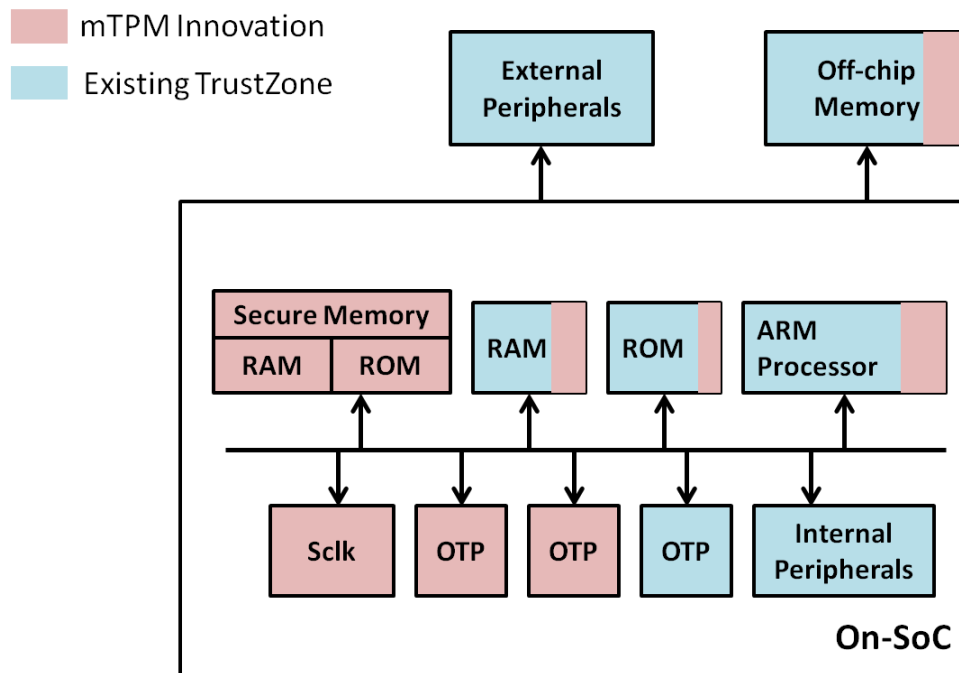 mTPM Innovation
Existing TrustZone
External
Peripherals
Off-chip
Memory
Secure Memory
RAM
ROM
RAM
ROM
ARM
Processor
Sclk
OTP
OTP
OTP
Internal
Peripherals
On-SoC